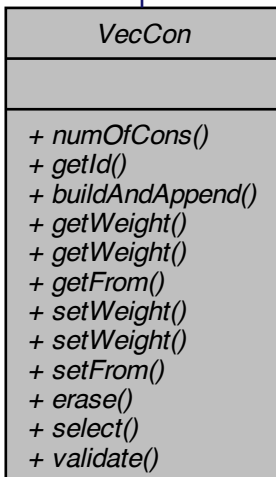 VecCon
+ numOfCons()
+ getId()
+ buildAndAppend()
+ getWeight()
+ getWeight()
+ getFrom()
+ setWeight()
+ setWeight()
+ setFrom()
+ erase()
+ select()
+ validate()